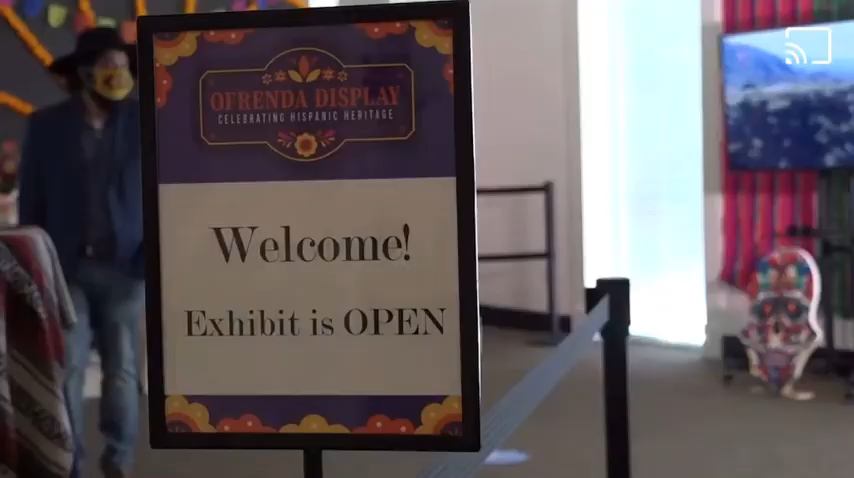 OFRENDA DISPLAY
CELEBRATING HISPANIC HERITAGE
Welcome!
Exhibit is OPEN